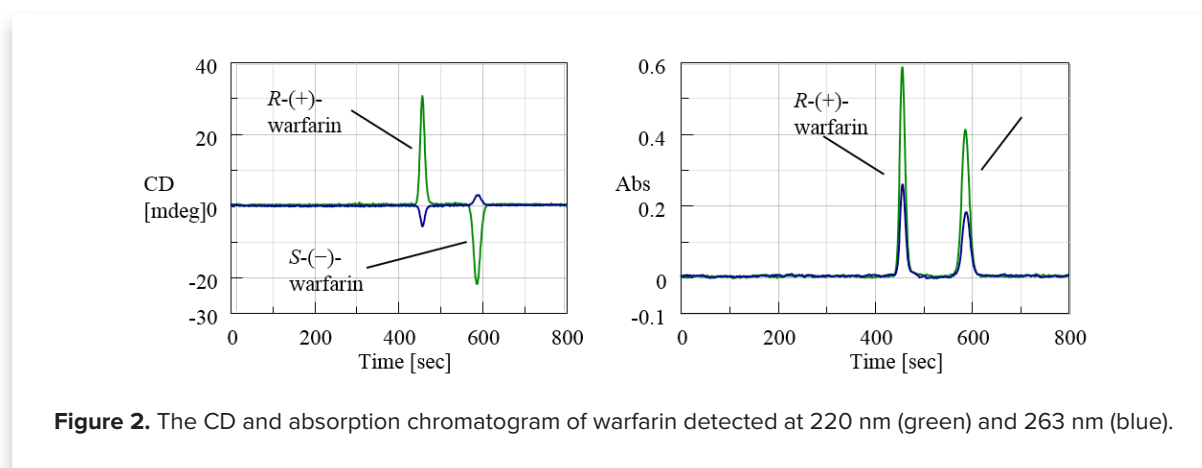 40
20
0
-20
-30
CD
[mdeg]
R-(+)-
warfarin
S-(−)-
warfarin
0 200 400 600 800
Time [sec]
0.6
0.4
0.2
0
-0.1
Abs
R-(+)-
warfarin
0 200 400 600 800
Time [sec]
Figure 2. The CD and absorption chromatogram of warfarin detected at 220 nm (green) and 263 nm (blue).